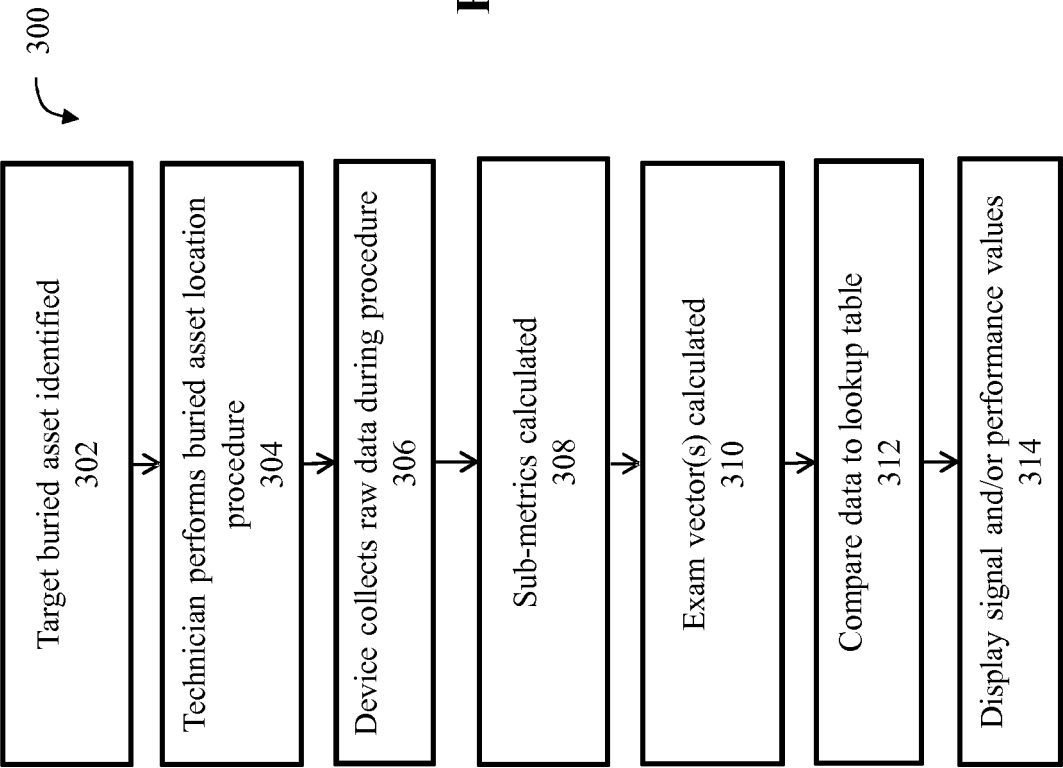 300
Target buried asset identified
302
Technician performs buried asset location
procedure
304
Device collects raw data during procedure
306
Sub-metrics calculated
308
Exam vector(s) calculated
310
Compare data to lookup table
312
Display signal and/or performance values
314